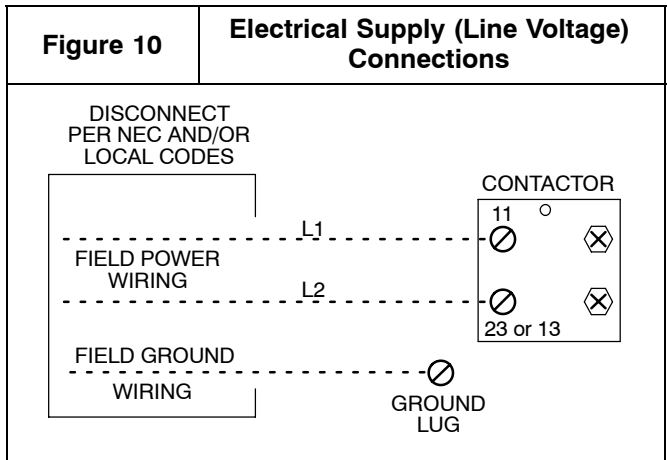 Figure 10
Electrical Supply (Line Voltage)
Connections
DISCONNECT
PER NEC AND/OR
LOCAL CODES
CONTACTOR
11
L1
FIELD POWER
WIRING
L2
23 or 13
FIELD GROUND
WIRING
GROUND
LUG